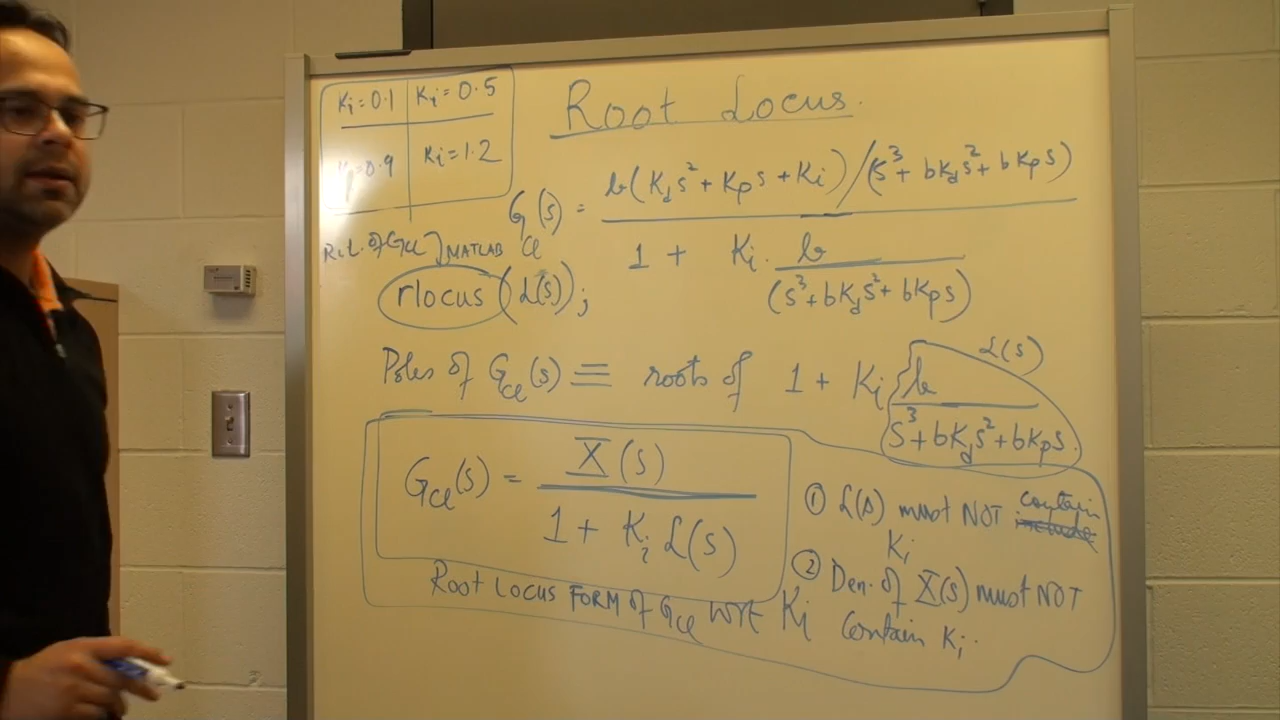 Ki = 0.1 Ki = 0.5
= 0.9 Ki = 1.2
Root Locus.
Gcl(s) = b(Kd s² + Kp s + Ki) / (s³ + bKd s² + bKp s)
1 + Ki · b / (s³ + bKd s² + bKp s)
R.L. of Gcl] MATLAB
rlocus (L(s));
Poles of Gcl(s) ≡ roots of 1 + Ki { b / s³ + bKd s² + bKp s
L(s)
Gcl(s) = X(s) / 1 + Ki L(s)
Root Locus FORM of Gcl wrt Ki
① L(s) must NOT contain
Ki
② Den. of X(s) must NOT
contain Ki.